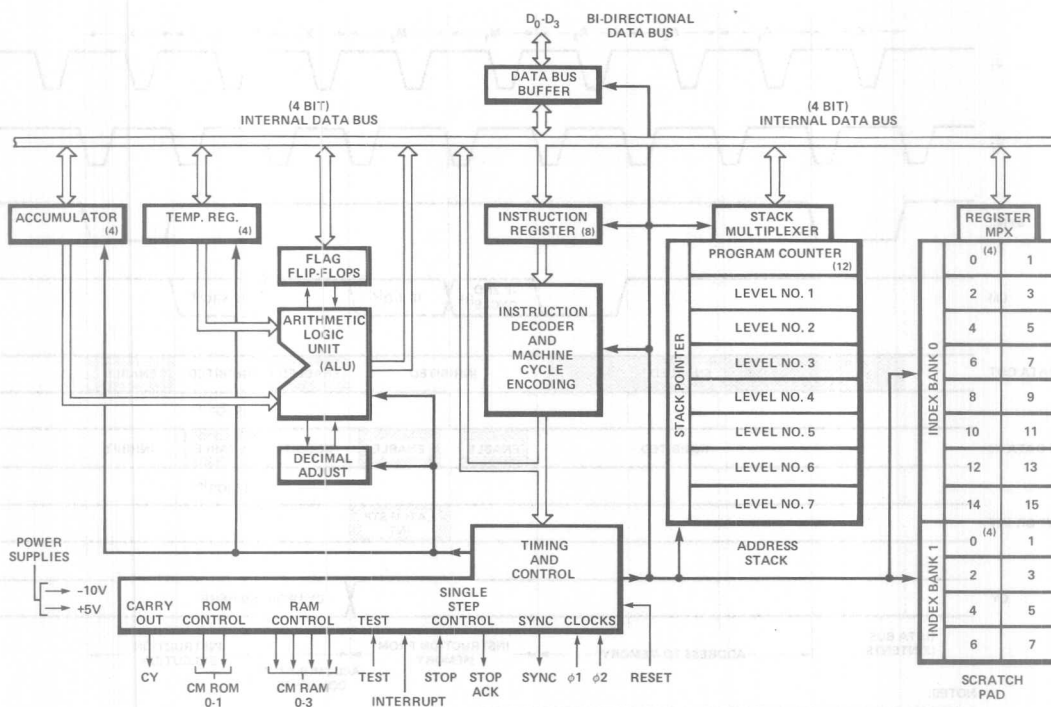 D0-D3
BI-DIRECTIONAL
DATA BUS
DATA BUS
BUFFER
(4 BIT)
INTERNAL DATA BUS
(4 BIT)
INTERNAL DATA BUS
ACCUMULATOR
(4)
TEMP. REG.
(4)
INSTRUCTION
REGISTER (8)
STACK
MULTIPLEXER
REGISTER
MPX
FLAG
FLIP-FLOPS
ARITHMETIC
LOGIC
UNIT
(ALU)
DECIMAL
ADJUST
INSTRUCTION
DECODER
AND
MACHINE
CYCLE
ENCODING
STACK POINTER
PROGRAM COUNTER
(12)
LEVEL NO. 1
LEVEL NO. 2
LEVEL NO. 3
LEVEL NO. 4
LEVEL NO. 5
LEVEL NO. 6
LEVEL NO. 7
ADDRESS
STACK
INDEX BANK 0
0 (4) 1
2 3
4 5
6 7
8 9
10 11
12 13
14 15
INDEX BANK 1
0 (4) 1
2 3
4 5
6 7
SCRATCH
PAD
POWER
SUPPLIES
-10V
+5V
TIMING
AND
CONTROL
CARRY
OUT
ROM
CONTROL
RAM
CONTROL
TEST
SINGLE
STEP
CONTROL
SYNC
CLOCKS
CY
CM ROM
0-1
CM RAM
0-3
TEST
INTERRUPT
STOP
STOP
ACK
SYNC
φ1
φ2
RESET